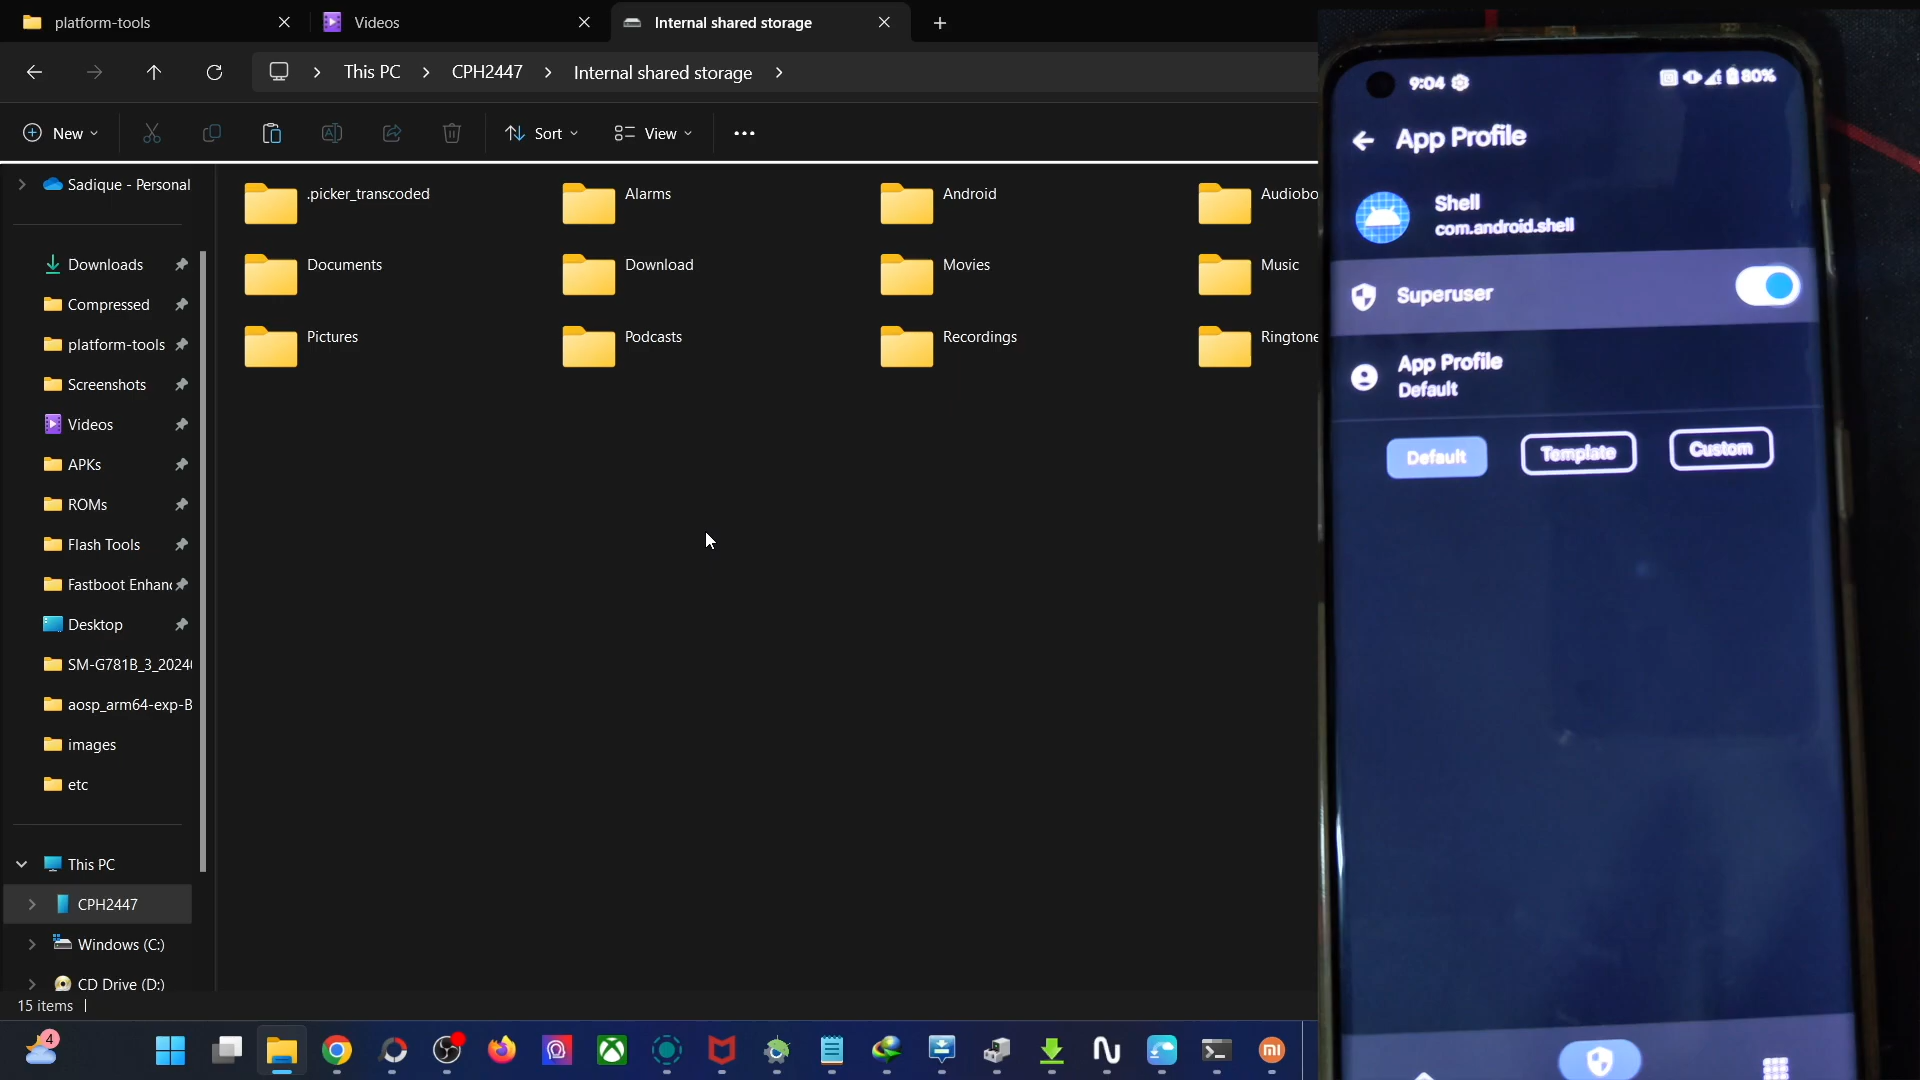 platform-tools
Videos
Internal shared storage
This PC
CPH2447
Internal shared storage
New
Sort
View
Sadique - Personal
Downloads
Compressed
platform-tools
Screenshots
Videos
APKs
ROMs
Flash Tools
Fastboot Enhanc
Desktop
SM-G781B_3_2024
aosp_arm64-exp-B
images
etc
This PC
CPH2447
Windows (C:)
CD Drive (D:)
.picker_transcoded
Alarms
Android
Audiobo
Documents
Download
Movies
Music
Pictures
Podcasts
Recordings
Ringtone
15 items
4
mi
9:04
80%
App Profile
Shell
com.android.shell
Superuser
App Profile
Default
Default
Template
Custom